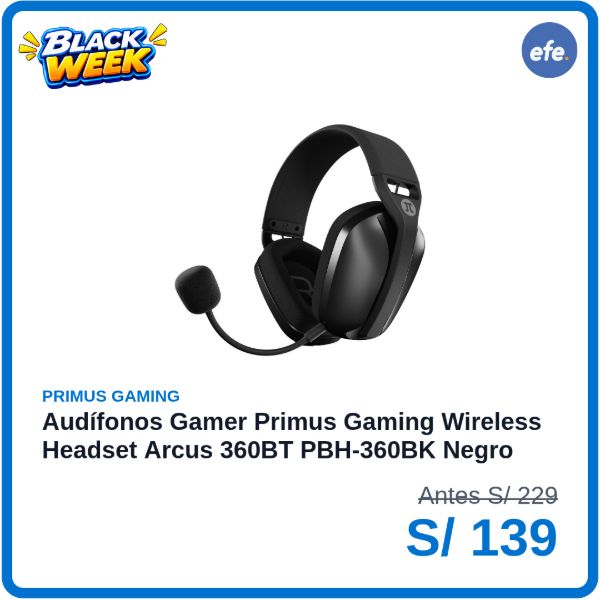 BLACK
WEEK
efe.
PRIMUS GAMING
Audífonos Gamer Primus Gaming Wireless
Headset Arcus 360BT PBH-360BK Negro
Antes S/ 229
S/ 139